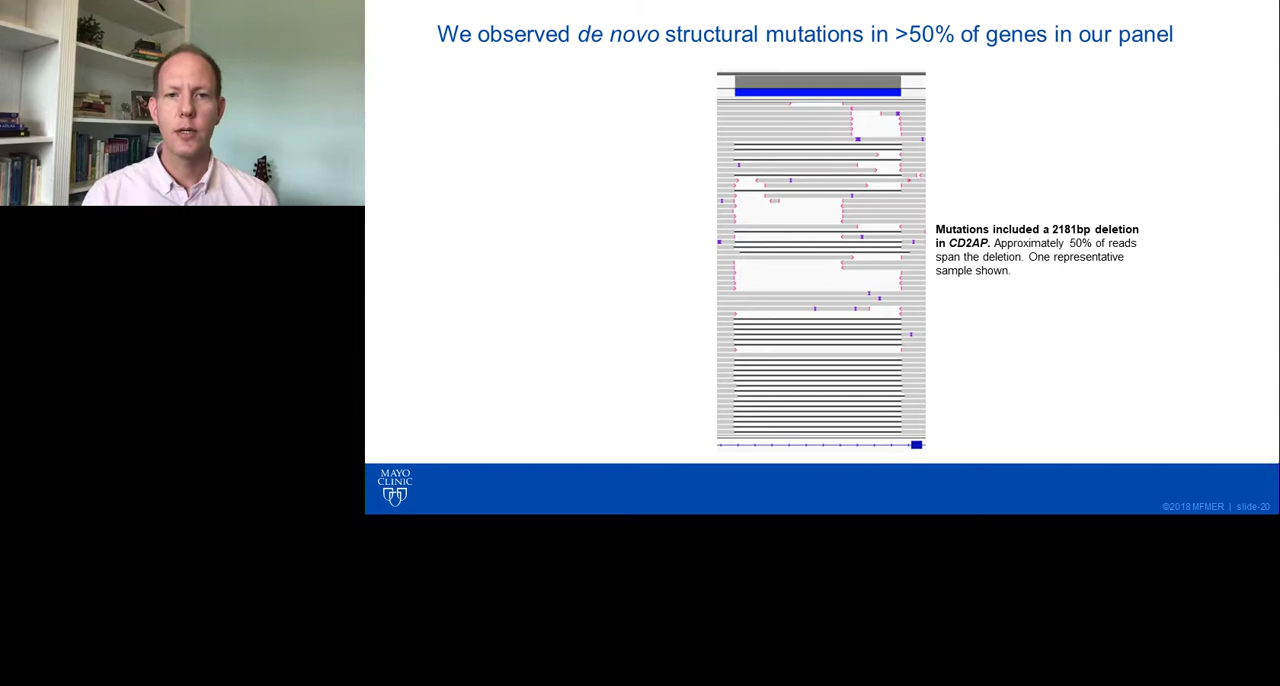 We observed de novo structural mutations in >50% of genes in our panel
Mutations included a 2181bp deletion
in CD2AP. Approximately 50% of reads
span the deletion. One representative
sample shown.
MAYO
CLINIC
©2018 MFMER | slide-20